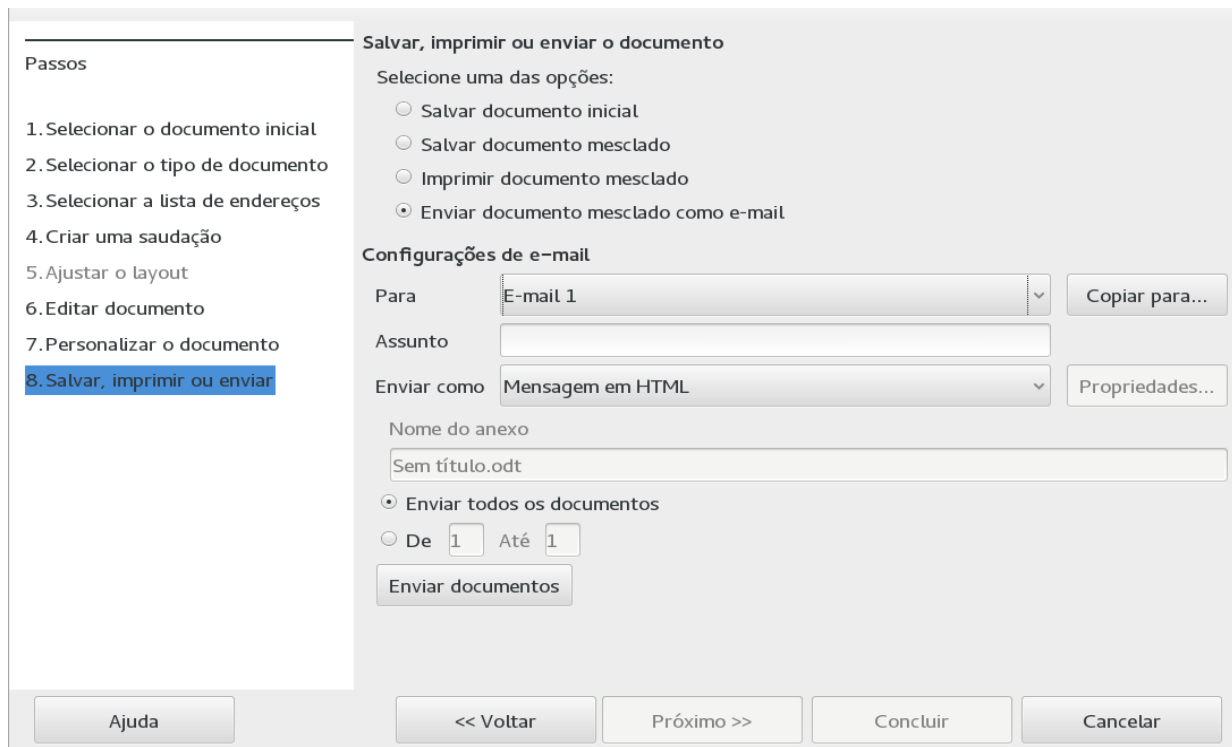 Passos
1.Selecionar o documento inicial
2.Selecionar o tipo de documento
3.Selecionar a lista de endereços
4.Criar uma saudação
5.Ajustar o layout
6.Editar documento
7.Personalizar o documento
8.Salvar, imprimir ou enviar
Salvar, imprimir ou enviar o documento
Selecione uma das opções:
Salvar documento inicial
Salvar documento mesclado
Imprimir documento mesclado
Enviar documento mesclado como e-mail
Configurações de e-mail
Para E-mail 1 Copiar para...
Assunto
Enviar como Mensagem em HTML Propriedades...
Nome do anexo
Sem título.odt
Enviar todos os documentos
De 1 Até 1
Enviar documentos
Ajuda << Voltar Próximo >> Concluir Cancelar